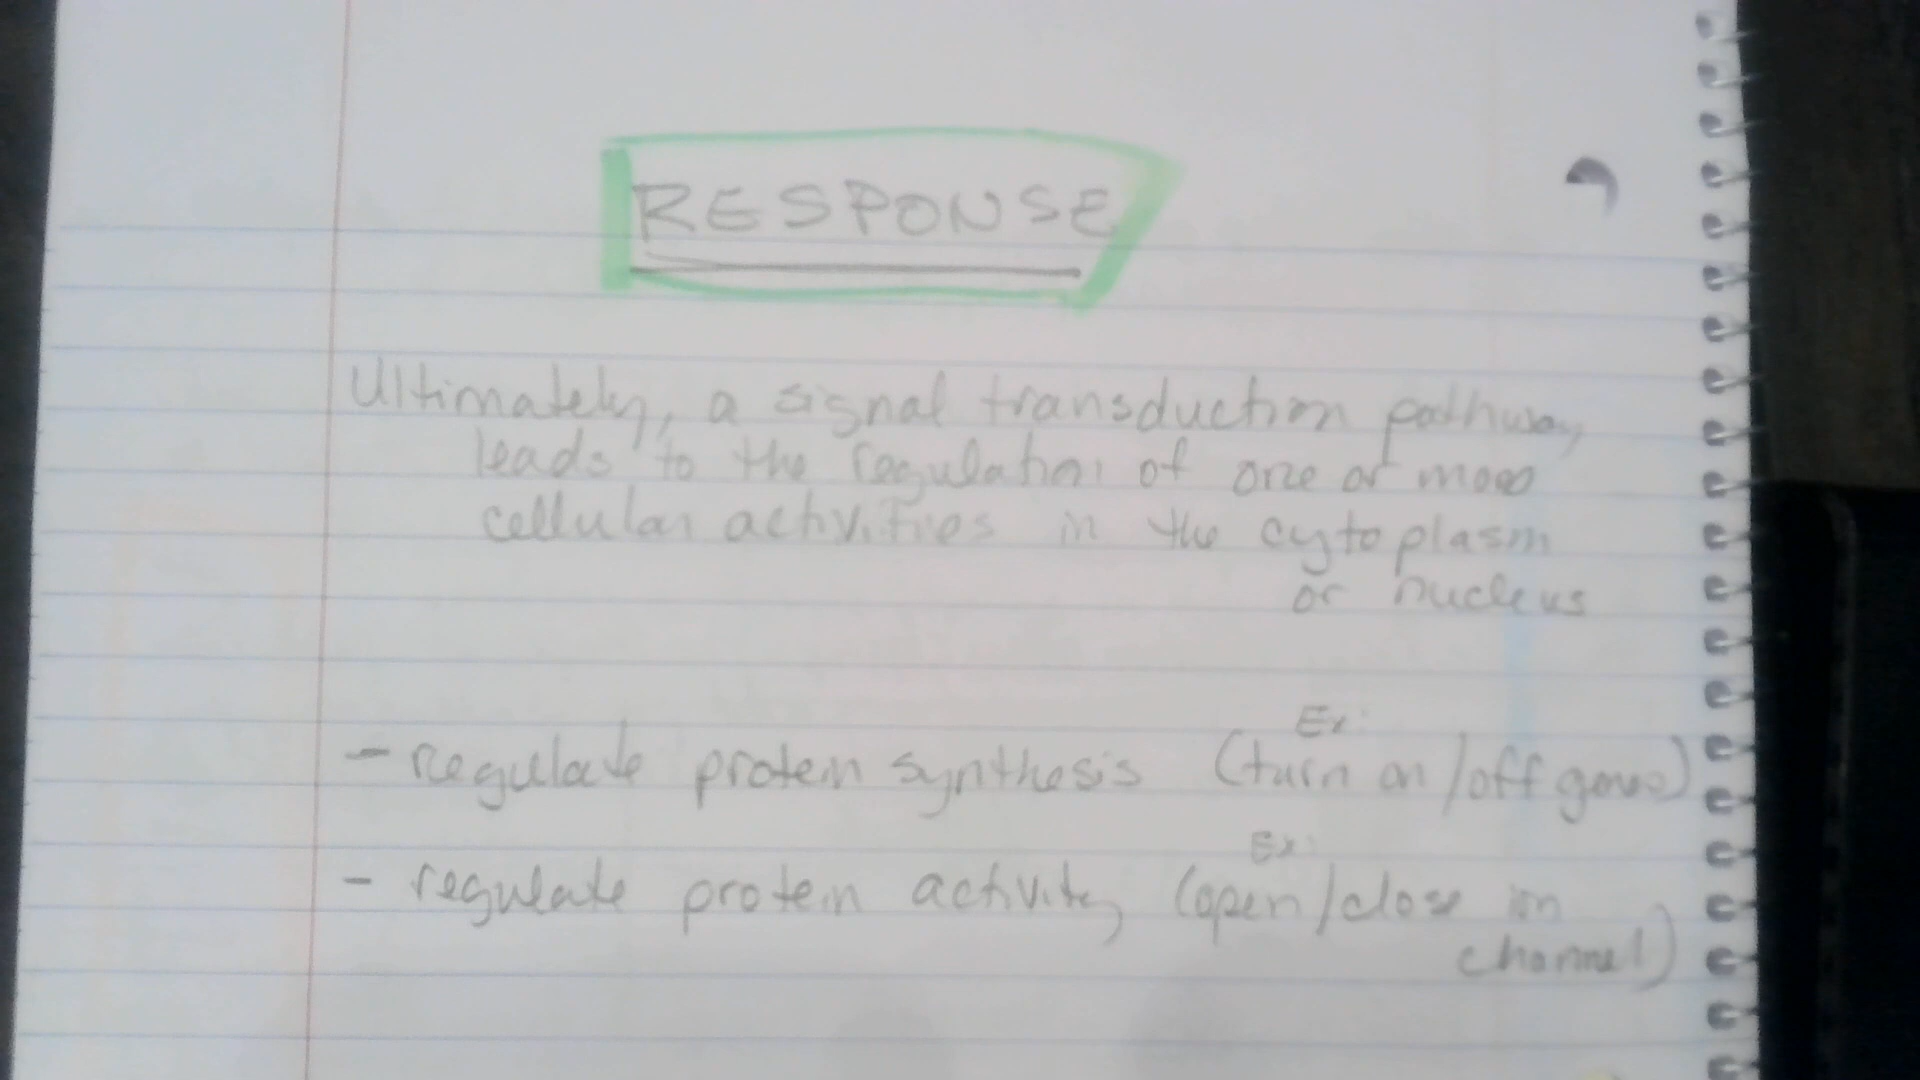 RESPONSE
Ultimately, a signal transduction pathway
leads to the regulation of one or more
cellular activities in the cytoplasm
or nucleus
Ex:
- regulate protein synthesis (turn on/off genes)
Ex:
- regulate protein activity (open/close ion
channel)